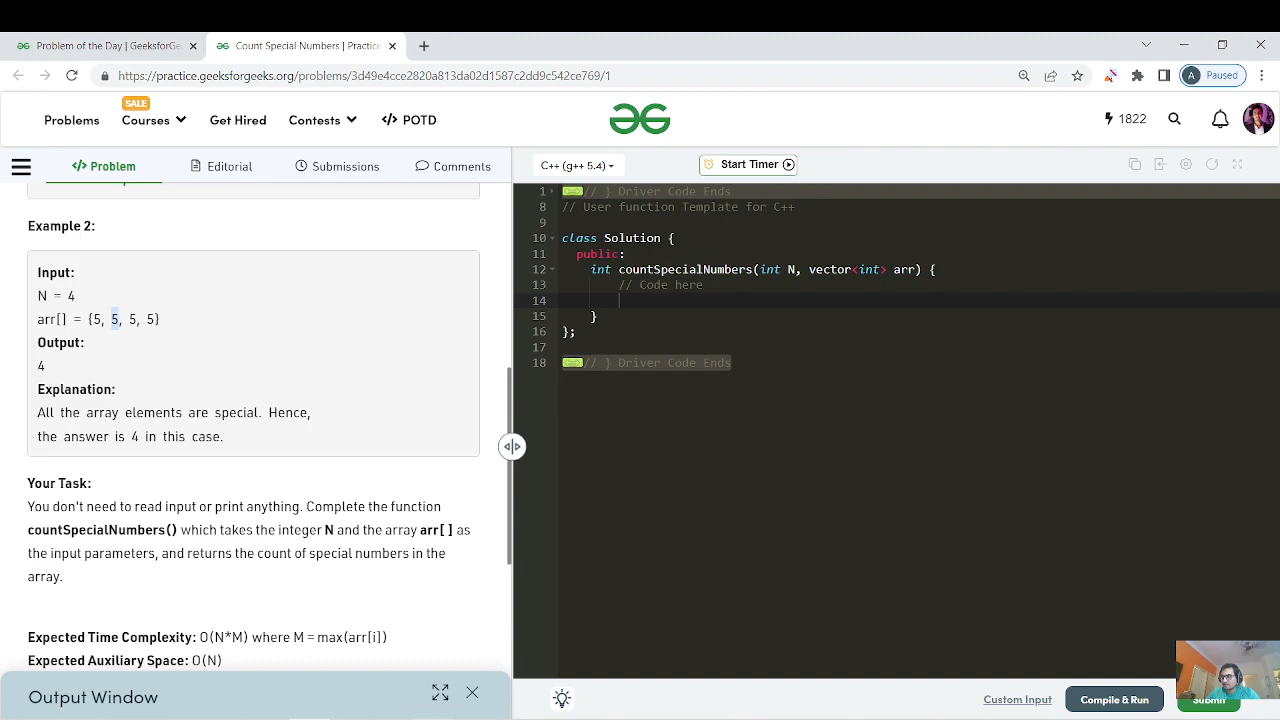 Problem of the Day | GeeksforGe
Count Special Numbers | Practice
https://practice.geeksforgeeks.org/problems/3d49e4cce2820a813da02d1587c2dd9c542ce769/1
A Paused
SALE
Problems Courses Get Hired Contests </> POTD
1822
</> Problem Editorial Submissions Comments
C++ (g++ 5.4)
Start Timer
Example 2:
Input:
N = 4
arr[] = {5, 5, 5, 5}
Output:
4
Explanation:
All the array elements are special. Hence,
the answer is 4 in this case.
Your Task:
You don't need to read input or print anything. Complete the function
countSpecialNumbers() which takes the integer N and the array arr[ ] as
the input parameters, and returns the count of special numbers in the
array.
Expected Time Complexity: O(N*M) where M = max(arr[i])
Expected Auxiliary Space: O(N)
Output Window
1 // } Driver Code Ends
8 // User function Template for C++
9
10 class Solution {
11 public:
12 int countSpecialNumbers(int N, vector<int> arr) {
13 // Code here
14
15 }
16 };
17
18 // } Driver Code Ends
Custom Input
Compile & Run
Submit